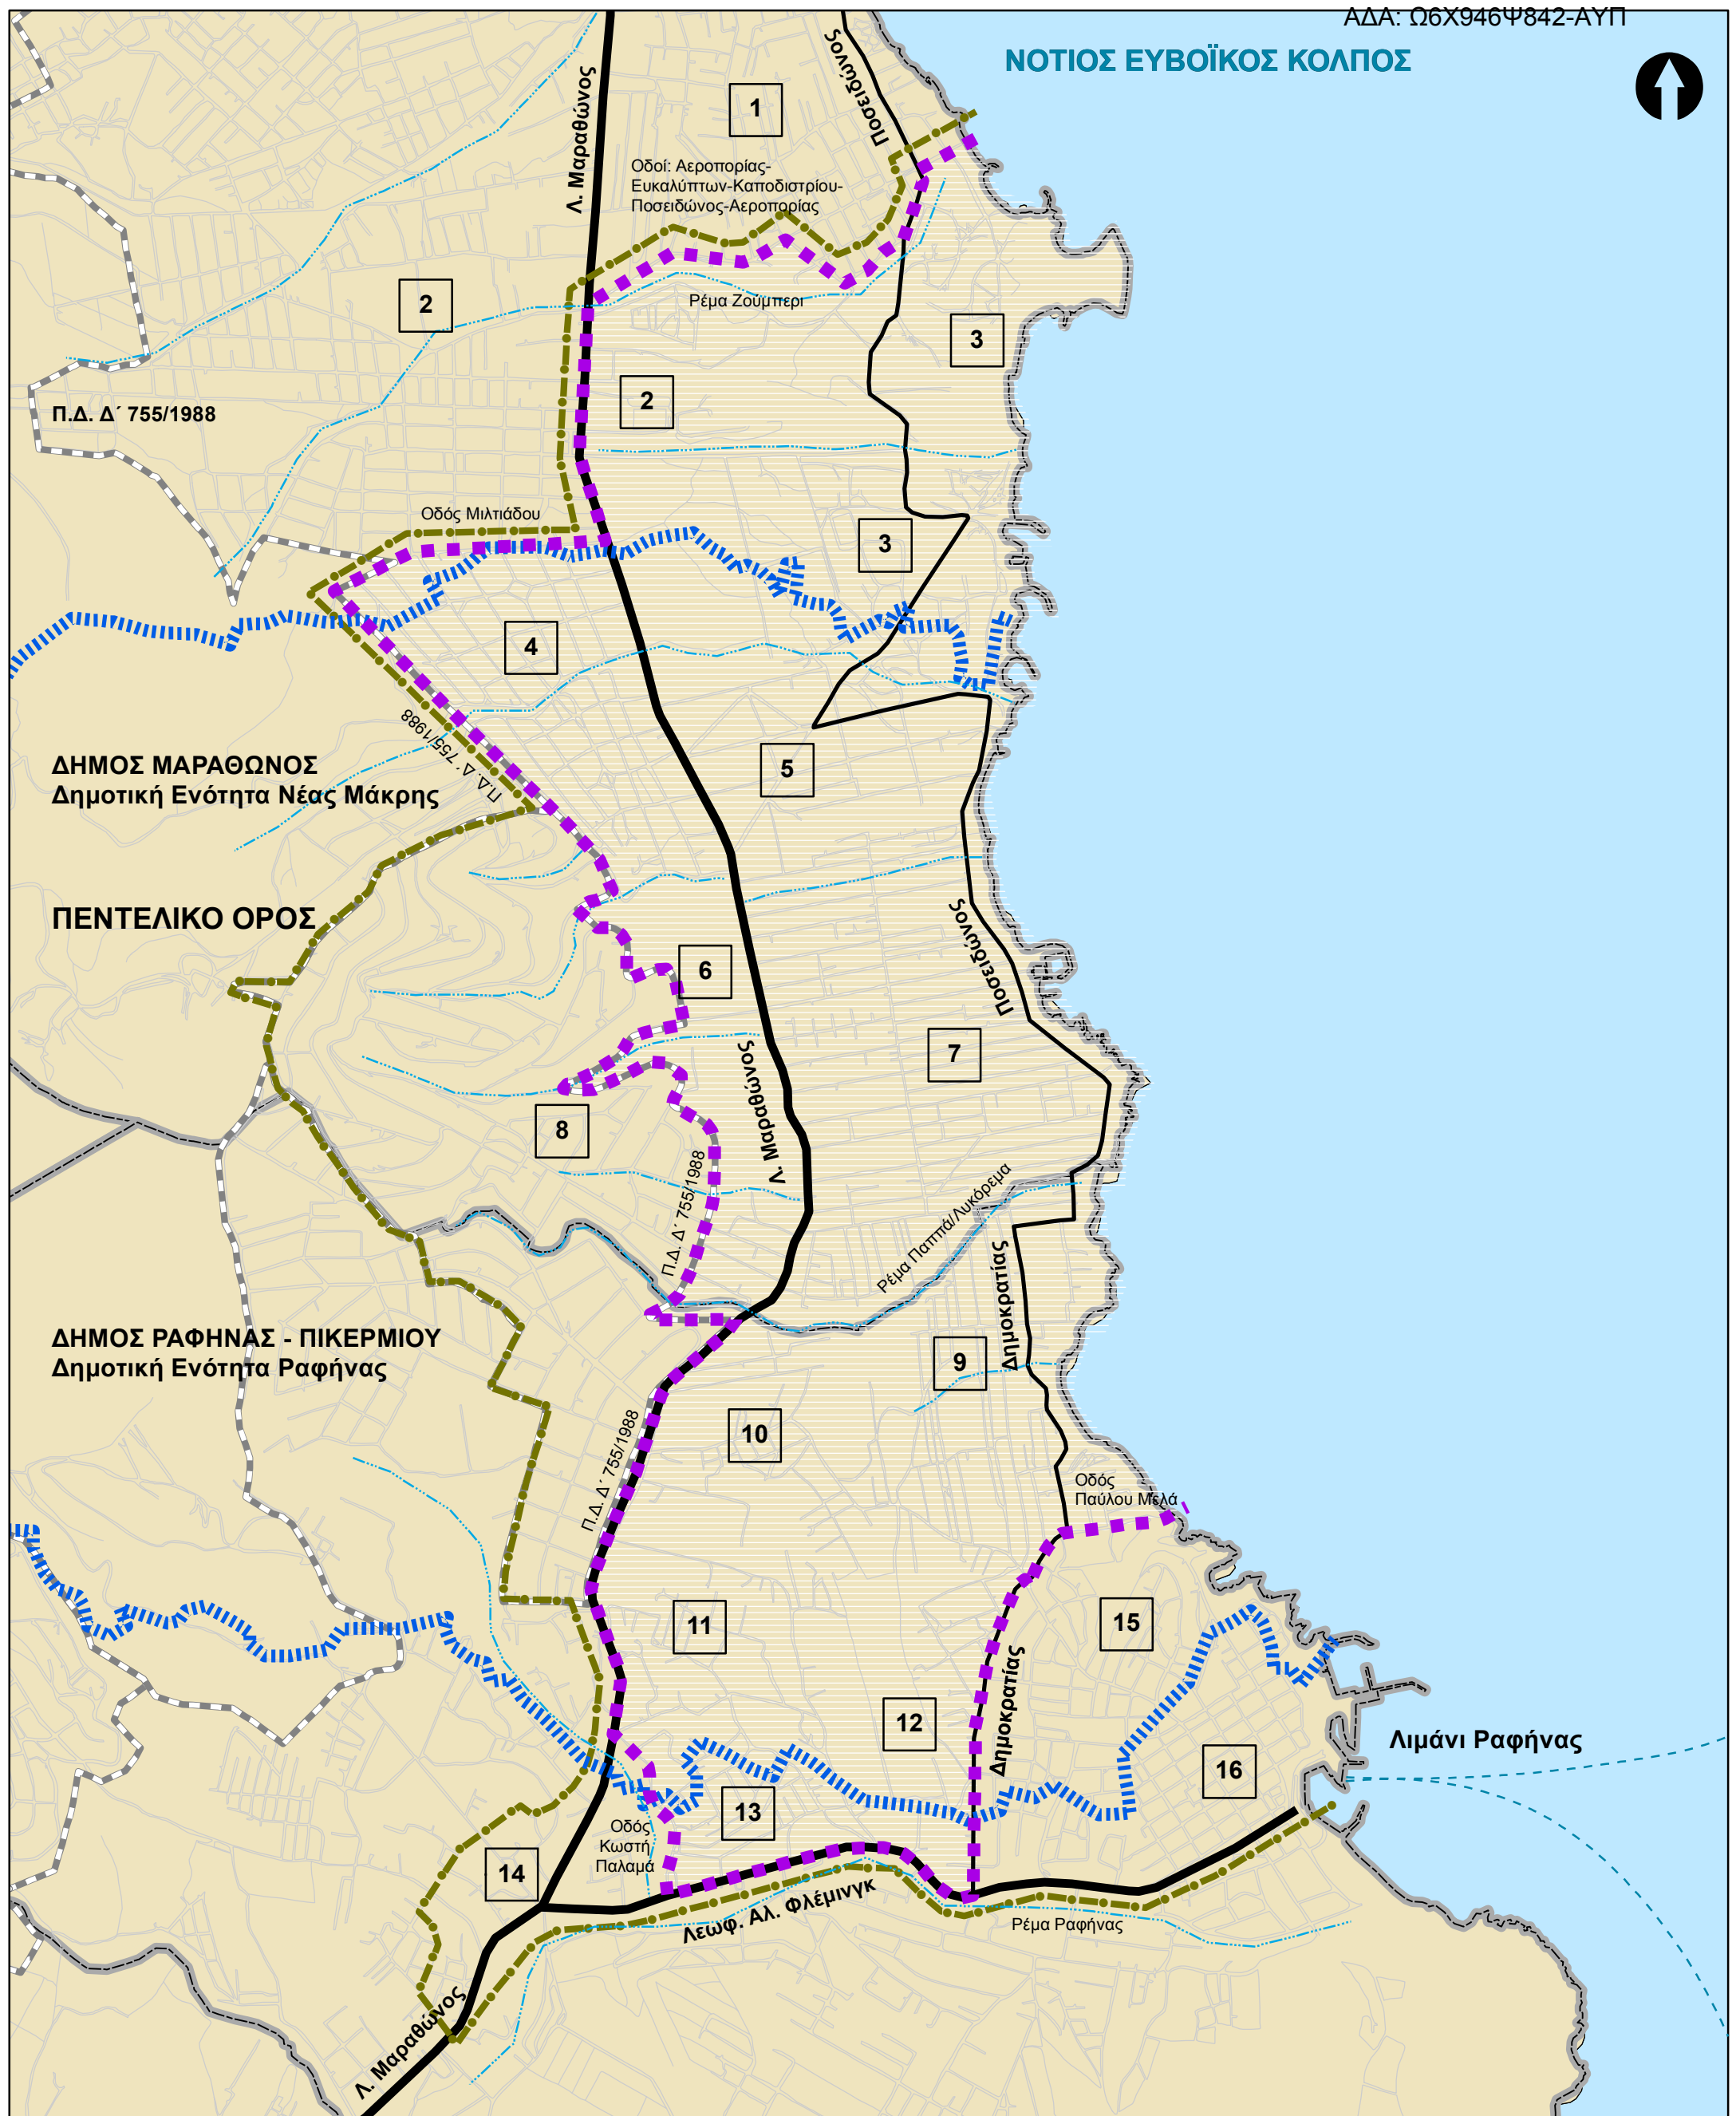 ΑΔΑ: Ω6Χ946Ψ842-ΑΥΠ
ΝΟΤΙΟΣ ΕΥΒΟΪΚΟΣ ΚΟΛΠΟΣ
Λ. Μαραθώνος
Ποσειδώνος
1
Οδοί: Αεροπορίας-
Ευκαλύπτων-Καποδιστρίου-
Ποσειδώνος-Αεροπορίας
2
Ρέμα Ζούμπερι
3
2
Π.Δ. Δ΄ 755/1988
Οδός Μιλτιάδου
3
4
Π.Δ. Δ΄ 755/1988
5
ΔΗΜΟΣ ΜΑΡΑΘΩΝΟΣ
Δημοτική Ενότητα Νέας Μάκρης
ΠΕΝΤΕΛΙΚΟ ΟΡΟΣ
Ποσειδώνος
6
7
Λ. Μαραθώνος
8
Π.Δ. Δ΄ 755/1988
Ρέμα Παππά/Λυκόρεμα
Δημοκρατίας
ΔΗΜΟΣ ΡΑΦΗΝΑΣ - ΠΙΚΕΡΜΙΟΥ
Δημοτική Ενότητα Ραφήνας
9
10
Π.Δ. Δ΄ 755/1988
Οδός
Παύλου Μελά
11
15
12
Δημοκρατίας
Λιμάνι Ραφήνας
16
13
Οδός
Κωστή
Παλαμά
14
Λεωφ. Αλ. Φλέμινγκ
Ρέμα Ραφήνας
Λ. Μαραθώνος